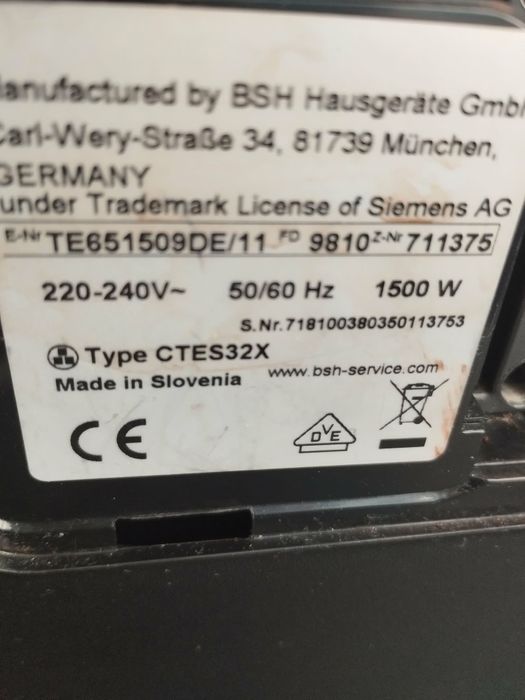 anufactured by BSH Hausgeräte Gmb
Carl-Wery-Straße 34, 81739 München,
GERMANY
under Trademark License of Siemens AG
E-Nr TE651509DE/11 FD 9810 Z-Nr 711375
220-240V~ 50/60 Hz 1500 W
S.Nr.718100380350113753
Type CTES32X
www.bsh-service.com
Made in Slovenia
CE
DVE